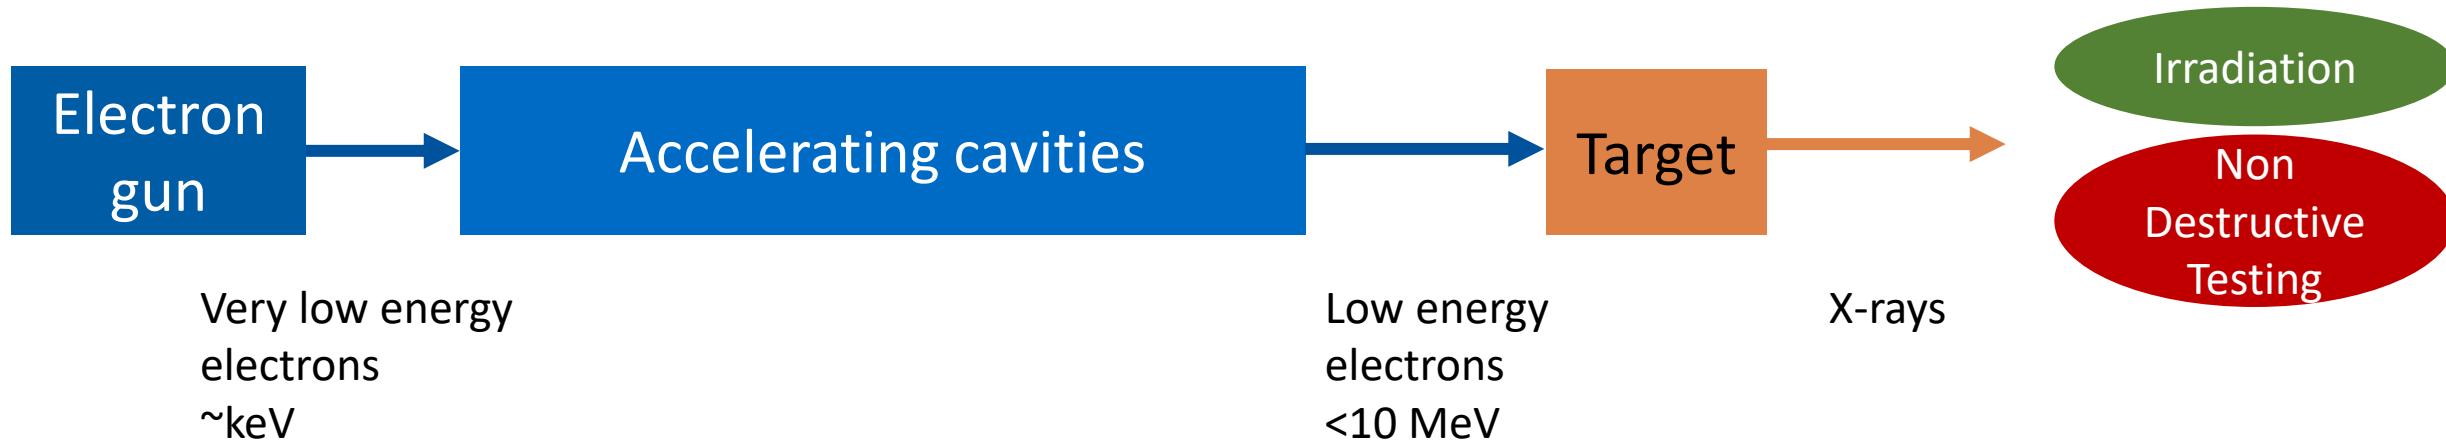 Electron
gun
Accelerating cavities
Target
Irradiation
Non
Destructive
Testing
Very low energy
electrons
~keV
Low energy
electrons
<10 MeV
X-rays